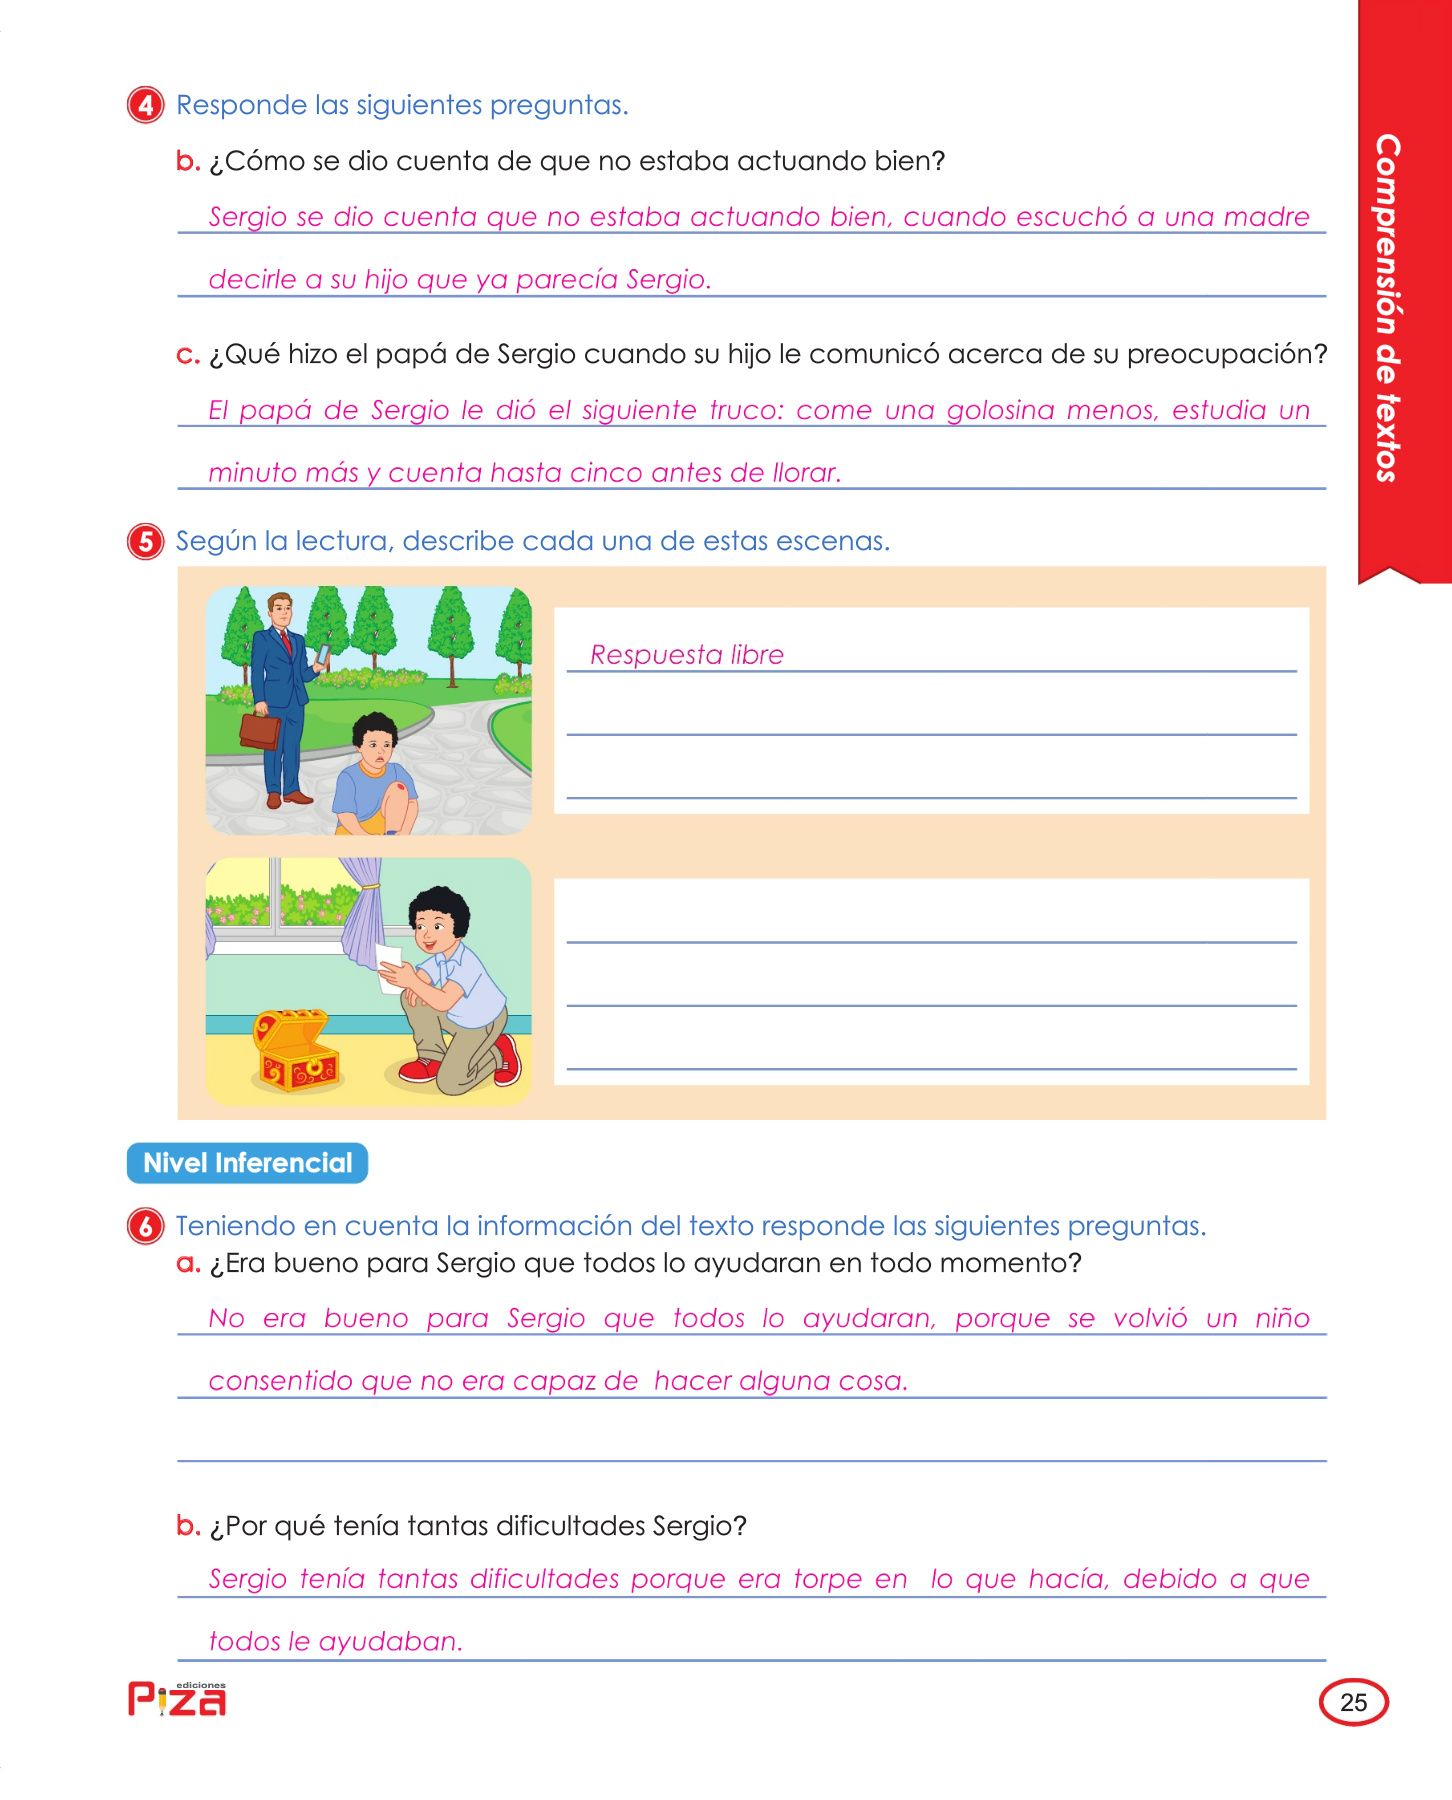 4 Responde las siguientes preguntas.
b. ¿Cómo se dio cuenta de que no estaba actuando bien?
Sergio se dio cuenta que no estaba actuando bien, cuando escuchó a una madre
decirle a su hijo que ya parecía Sergio.
c. ¿Qué hizo el papá de Sergio cuando su hijo le comunicó acerca de su preocupación?
El papá de Sergio le dió el siguiente truco: come una golosina menos, estudia un
minuto más y cuenta hasta cinco antes de llorar.
5 Según la lectura, describe cada una de estas escenas.
Respuesta libre
Nivel Inferencial
6 Teniendo en cuenta la información del texto responde las siguientes preguntas.
a. ¿Era bueno para Sergio que todos lo ayudaran en todo momento?
No era bueno para Sergio que todos lo ayudaran, porque se volvió un niño
consentido que no era capaz de hacer alguna cosa.
b. ¿Por qué tenía tantas dificultades Sergio?
Sergio tenía tantas dificultades porque era torpe en lo que hacía, debido a que
todos le ayudaban.
ediciones
Piza
25
Comprensión de textos